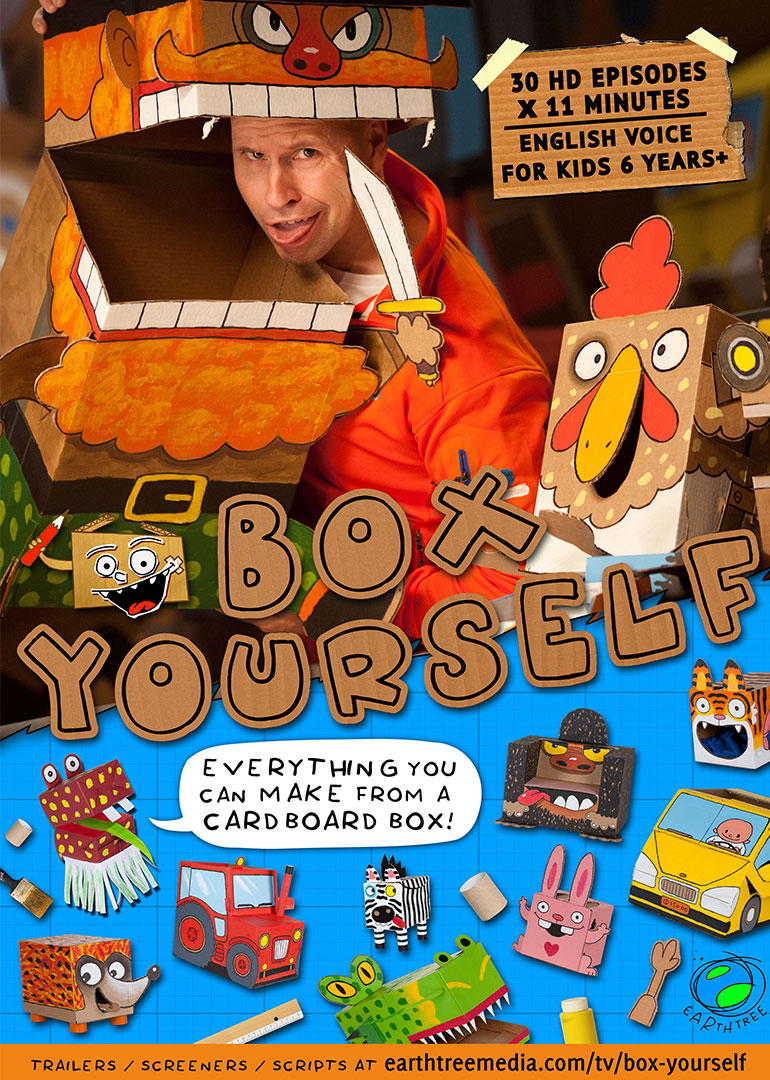 30 HD EPISODES
X 11 MINUTES
ENGLISH VOICE
FOR KIDS 6 YEARS+
BOX
YOURSELF
EVERYTHING YOU
CAN MAKE FROM A
CARDBOARD BOX!
EARTHTREE
TRAILERS / SCREENERS / SCRIPTS AT earthtreemedia.com/tv/box-yourself